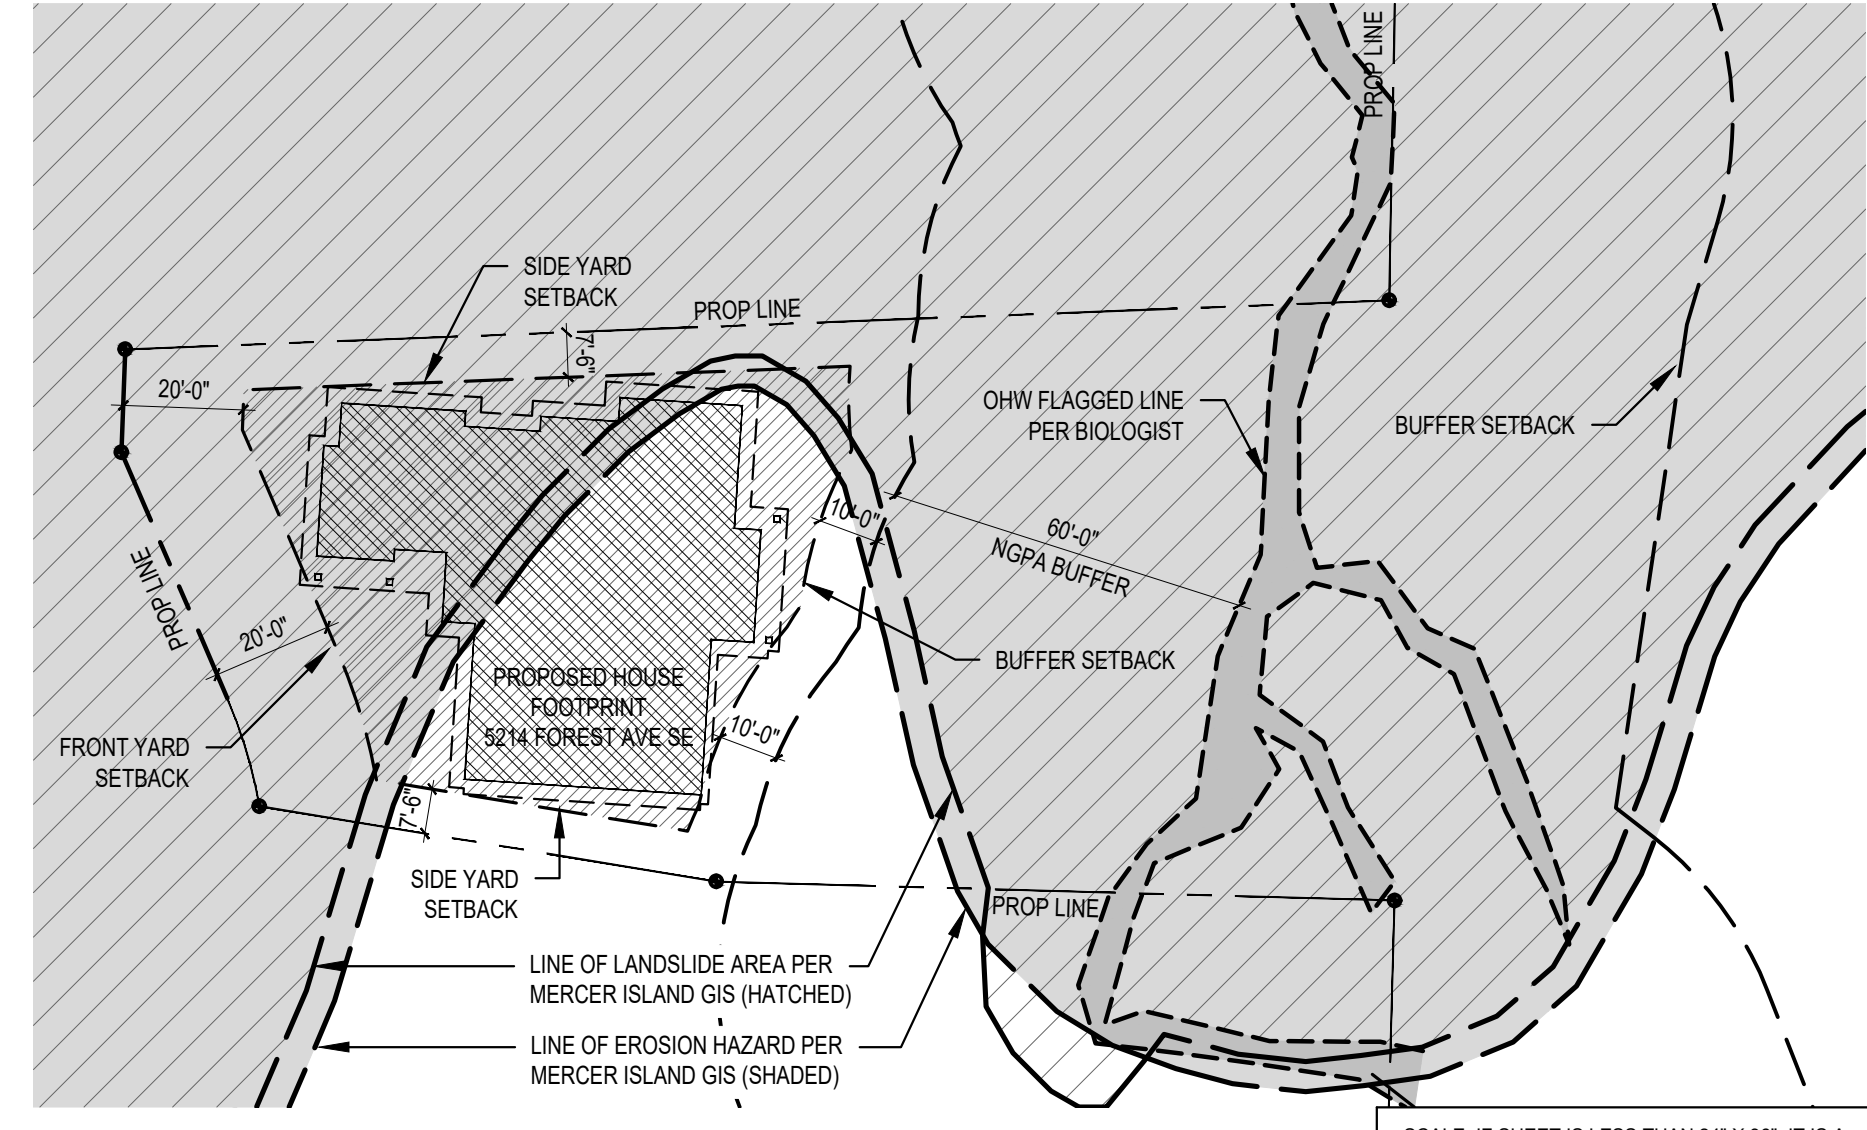 PROP LINE
SIDE YARD
SETBACK
PROP LINE
7'-6"
20'-0"
OHW FLAGGED LINE
PER BIOLOGIST
BUFFER SETBACK
10'-0"
60'-0"
NGPA BUFFER
PROP LINE
20'-0"
BUFFER SETBACK
PROPOSED HOUSE
FOOTPRINT
5214 FOREST AVE SE
10'-0"
FRONT YARD
SETBACK
7'-6"
SIDE YARD
SETBACK
PROP LINE
LINE OF LANDSLIDE AREA PER
MERCER ISLAND GIS (HATCHED)
LINE OF EROSION HAZARD PER
MERCER ISLAND GIS (SHADED)